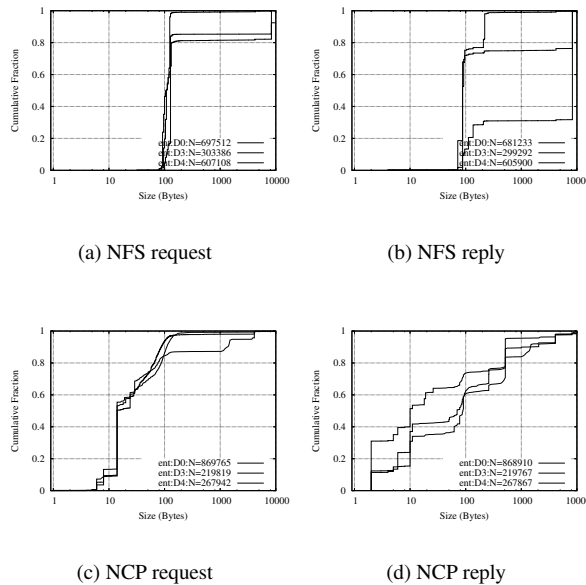 Cumulative Fraction
1
0.8
0.6
0.4
0.2
0
ent:D0:N=697512
ent:D3:N=303386
ent:D4:N=607108
1 10 100 1000 10000
Size (Bytes)
(a) NFS request
Cumulative Fraction
1
0.8
0.6
0.4
0.2
0
ent:D0:N=681233
ent:D3:N=299292
ent:D4:N=605900
1 10 100 1000 10000
Size (Bytes)
(b) NFS reply
Cumulative Fraction
1
0.8
0.6
0.4
0.2
0
ent:D0:N=869765
ent:D3:N=219819
ent:D4:N=267942
1 10 100 1000 10000
Size (Bytes)
(c) NCP request
Cumulative Fraction
1
0.8
0.6
0.4
0.2
0
ent:D0:N=868910
ent:D3:N=219767
ent:D4:N=267867
1 10 100 1000 10000
Size (Bytes)
(d) NCP reply